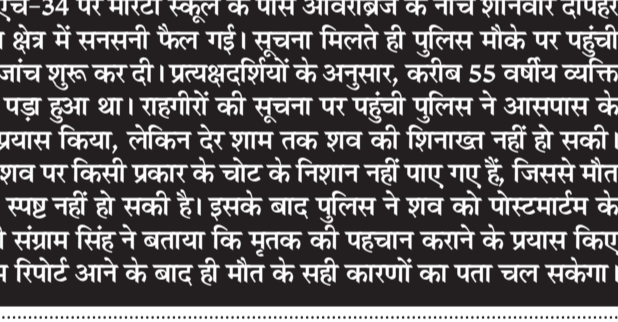 एच-34 पर मारटी स्कूल के पास ओवरब्रिज के नीचे शनिवार दोपहर
क्षेत्र में सनसनी फैल गई। सूचना मिलते ही पुलिस मौके पर पहुंची
जांच शुरू कर दी। प्रत्यक्षदर्शियों के अनुसार, करीब 55 वर्षीय व्यक्ति
पड़ा हुआ था। राहगीरों की सूचना पर पहुंची पुलिस ने आसपास के
प्रयास किया, लेकिन देर शाम तक शव की शिनाख्त नहीं हो सकी।
शव पर किसी प्रकार के चोट के निशान नहीं पाए गए हैं, जिससे मौत
स्पष्ट नहीं हो सकी है। इसके बाद पुलिस ने शव को पोस्टमार्टम के
संग्राम सिंह ने बताया कि मृतक की पहचान कराने के प्रयास किए
रिपोर्ट आने के बाद ही मौत के सही कारणों का पता चल सकेगा।